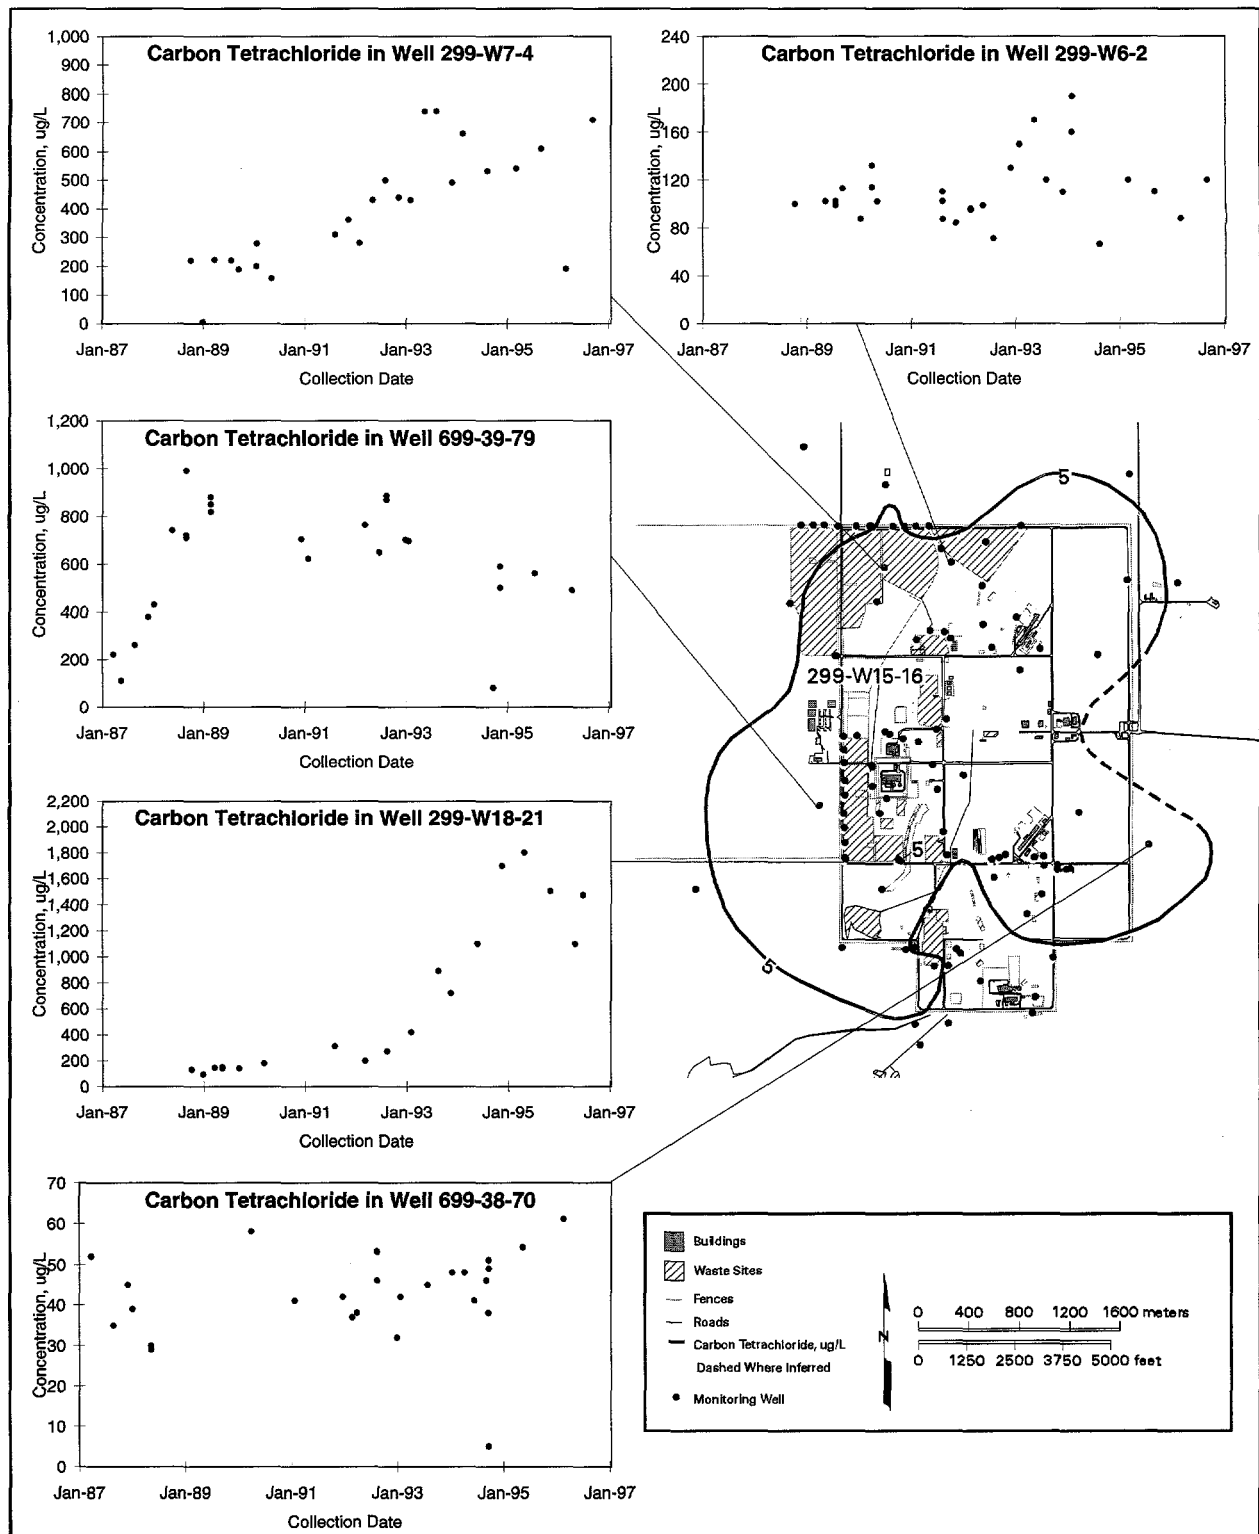 Carbon Tetrachloride in Well 299-W7-4
1,000
900
800
700
600
500
400
300
200
100
0
Concentration, ug/L
Jan-87 Jan-89 Jan-91 Jan-93 Jan-95 Jan-97
Collection Date
Carbon Tetrachloride in Well 299-W6-2
240
200
160
120
80
40
0
Concentration, ug/L
Jan-87 Jan-89 Jan-91 Jan-93 Jan-95 Jan-97
Collection Date
Carbon Tetrachloride in Well 699-39-79
1,200
1,000
800
600
400
200
0
Concentration, ug/L
Jan-87 Jan-89 Jan-91 Jan-93 Jan-95 Jan-97
Collection Date
Carbon Tetrachloride in Well 299-W18-21
2,200
2,000
1,800
1,600
1,400
1,200
1,000
800
600
400
200
0
Concentration, ug/L
Jan-87 Jan-89 Jan-91 Jan-93 Jan-95 Jan-97
Collection Date
Carbon Tetrachloride in Well 699-38-70
70
60
50
40
30
20
10
0
Concentration, ug/L
Jan-87 Jan-89 Jan-91 Jan-93 Jan-95 Jan-97
Collection Date
5
299-W15-16
5
5
Buildings
Waste Sites
Fences
Roads
Carbon Tetrachloride, ug/L
Dashed Where Inferred
Monitoring Well
N
0 400 800 1200 1600 meters
0 1250 2500 3750 5000 feet